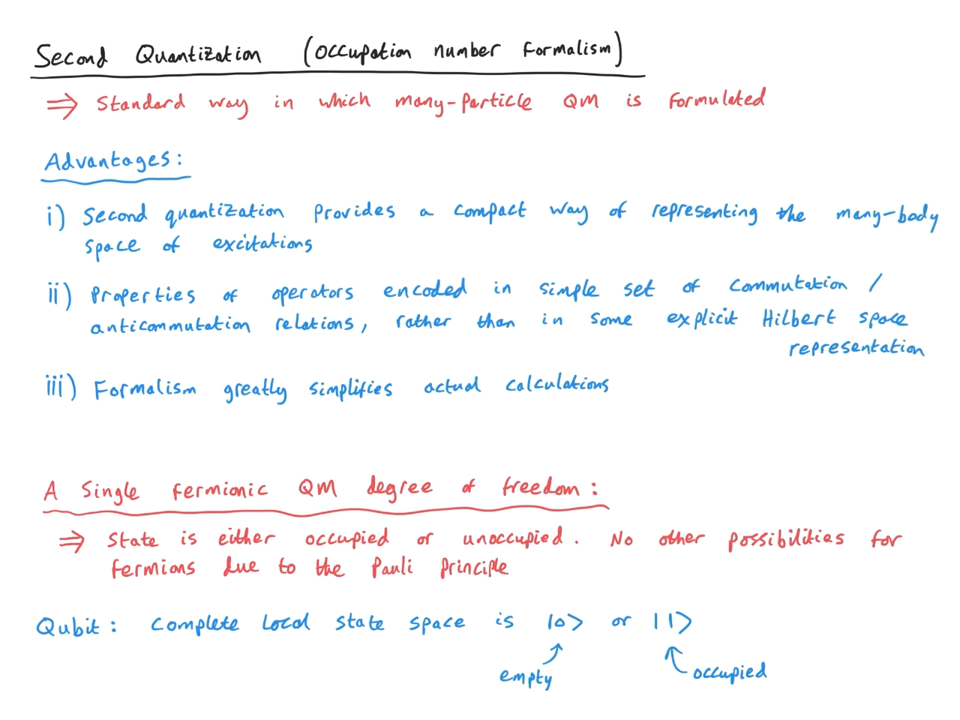 Second Quantization (Occupation number formalism)
⇒ Standard way in which many-particle QM is formulated
Advantages:
i) Second quantization provides a compact way of representing the many-body
space of excitations
ii) Properties of operators encoded in simple set of commutation /
anticommutation relations, rather than in some explicit Hilbert space
representation
iii) Formalism greatly simplifies actual calculations
A Single fermionic QM degree of freedom:
⇒ State is either occupied or unoccupied. No other possibilities for
fermions due to the Pauli Principle
Qubit: Complete local state space is |0> or |1>
empty occupied